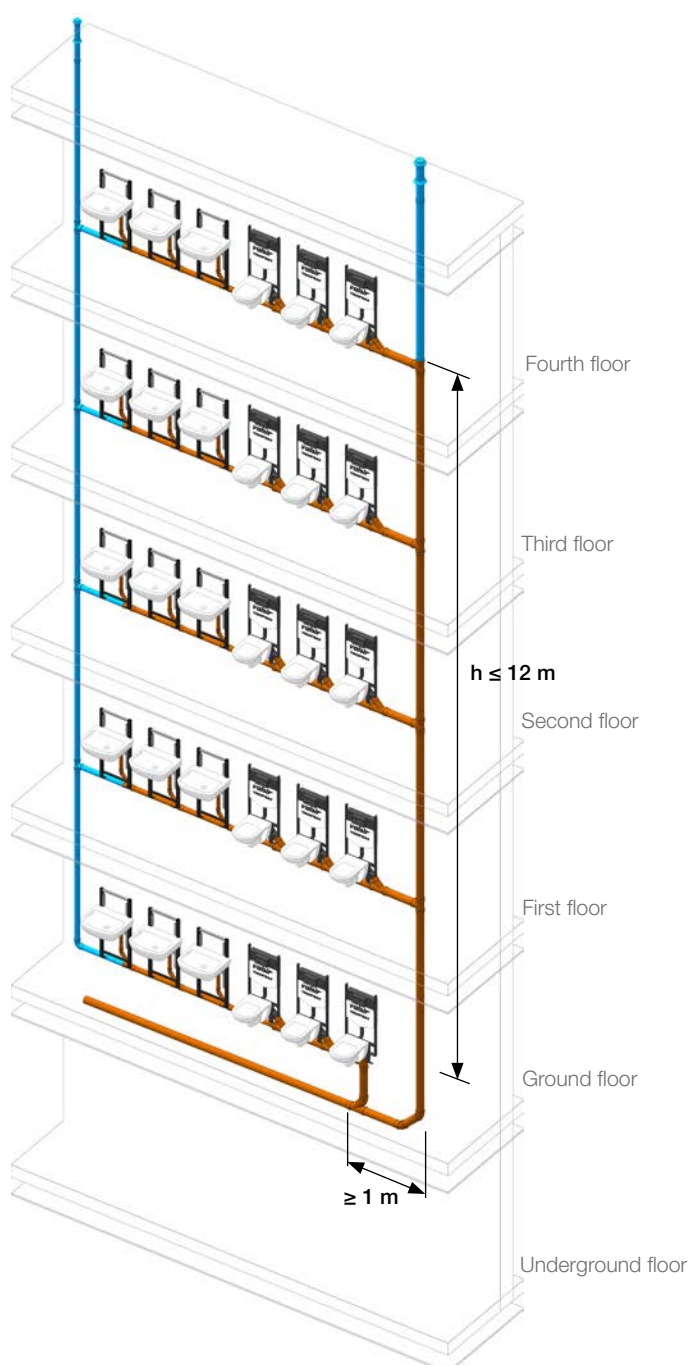 Fourth floor
Third floor
h ≤ 12 m
Second floor
First floor
Ground floor
≥ 1 m
Underground floor